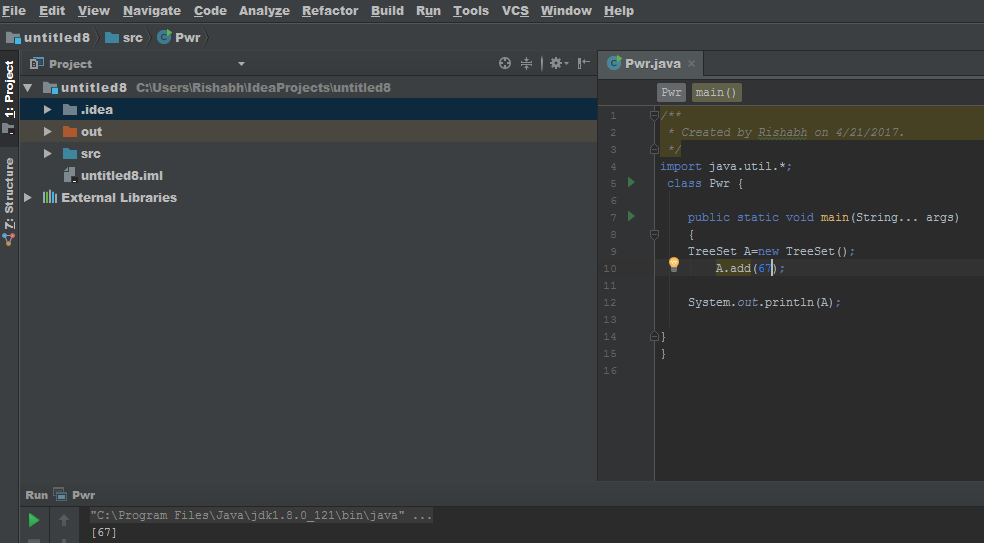 File Edit View Navigate Code Analyze Refactor Build Run Tools VCS Window Help
untitled8 src Pwr
1: Project
7: Structure
Project
untitled8 C:\Users\Rishabh\IdeaProjects\untitled8
.idea
out
src
untitled8.iml
External Libraries
Pwr.java
Pwr main()
1 /**
2 * Created by Rishabh on 4/21/2017.
3 */
4 import java.util.*;
5 class Pwr {
6
7 public static void main(String... args)
8 {
9 TreeSet A=new TreeSet();
10 A.add(67);
11
12 System.out.println(A);
13
14 }
15 }
16
Run Pwr
"C:\Program Files\Java\jdk1.8.0_121\bin\java" ...
[67]